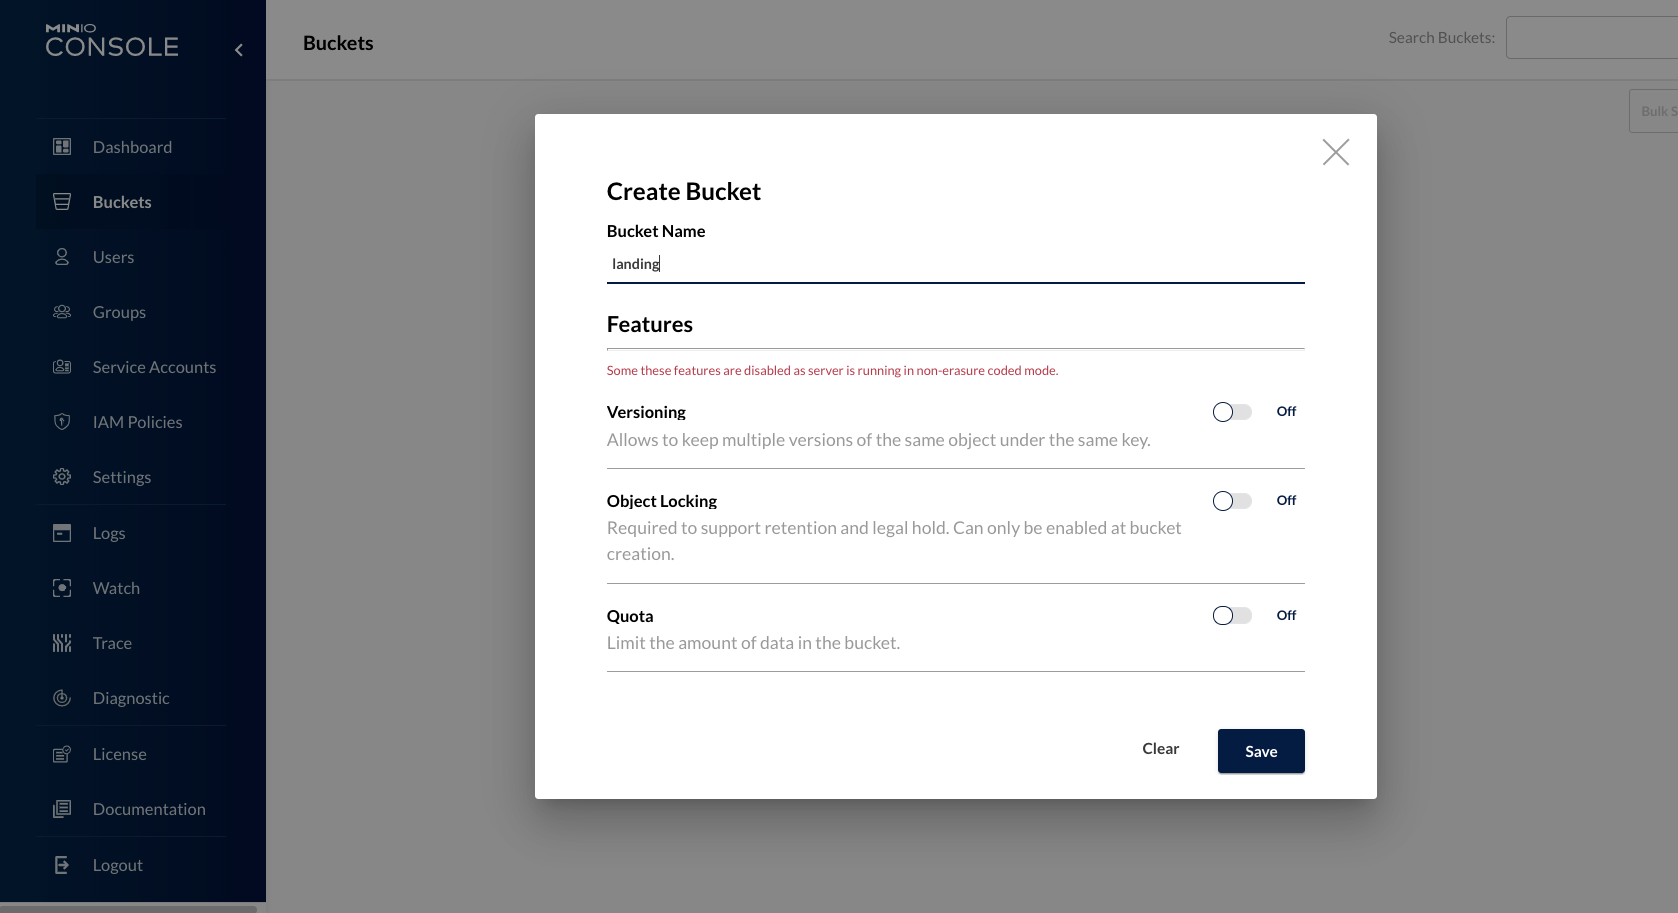 MINIO
CONSOLE
Dashboard
Buckets
Users
Groups
Service Accounts
IAM Policies
Settings
Logs
Watch
Trace
Diagnostic
License
Documentation
Logout
Buckets
Search Buckets:
Bulk S
Create Bucket
Bucket Name
landing
Features
Some these features are disabled as server is running in non-erasure coded mode.
Versioning
Off
Allows to keep multiple versions of the same object under the same key.
Object Locking
Off
Required to support retention and legal hold. Can only be enabled at bucket
creation.
Quota
Off
Limit the amount of data in the bucket.
Clear
Save